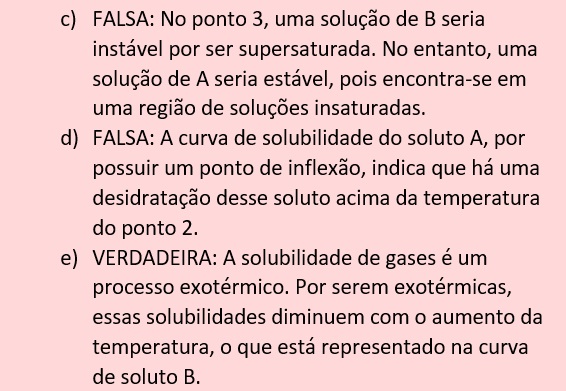 c) FALSA: No ponto 3, uma solução de B seria
instável por ser supersaturada. No entanto, uma
solução de A seria estável, pois encontra-se em
uma região de soluções insaturadas.
d) FALSA: A curva de solubilidade do soluto A, por
possuir um ponto de inflexão, indica que há uma
desidratação desse soluto acima da temperatura
do ponto 2.
e) VERDADEIRA: A solubilidade de gases é um
processo exotérmico. Por serem exotérmicas,
essas solubilidades diminuem com o aumento da
temperatura, o que está representado na curva
de soluto B.